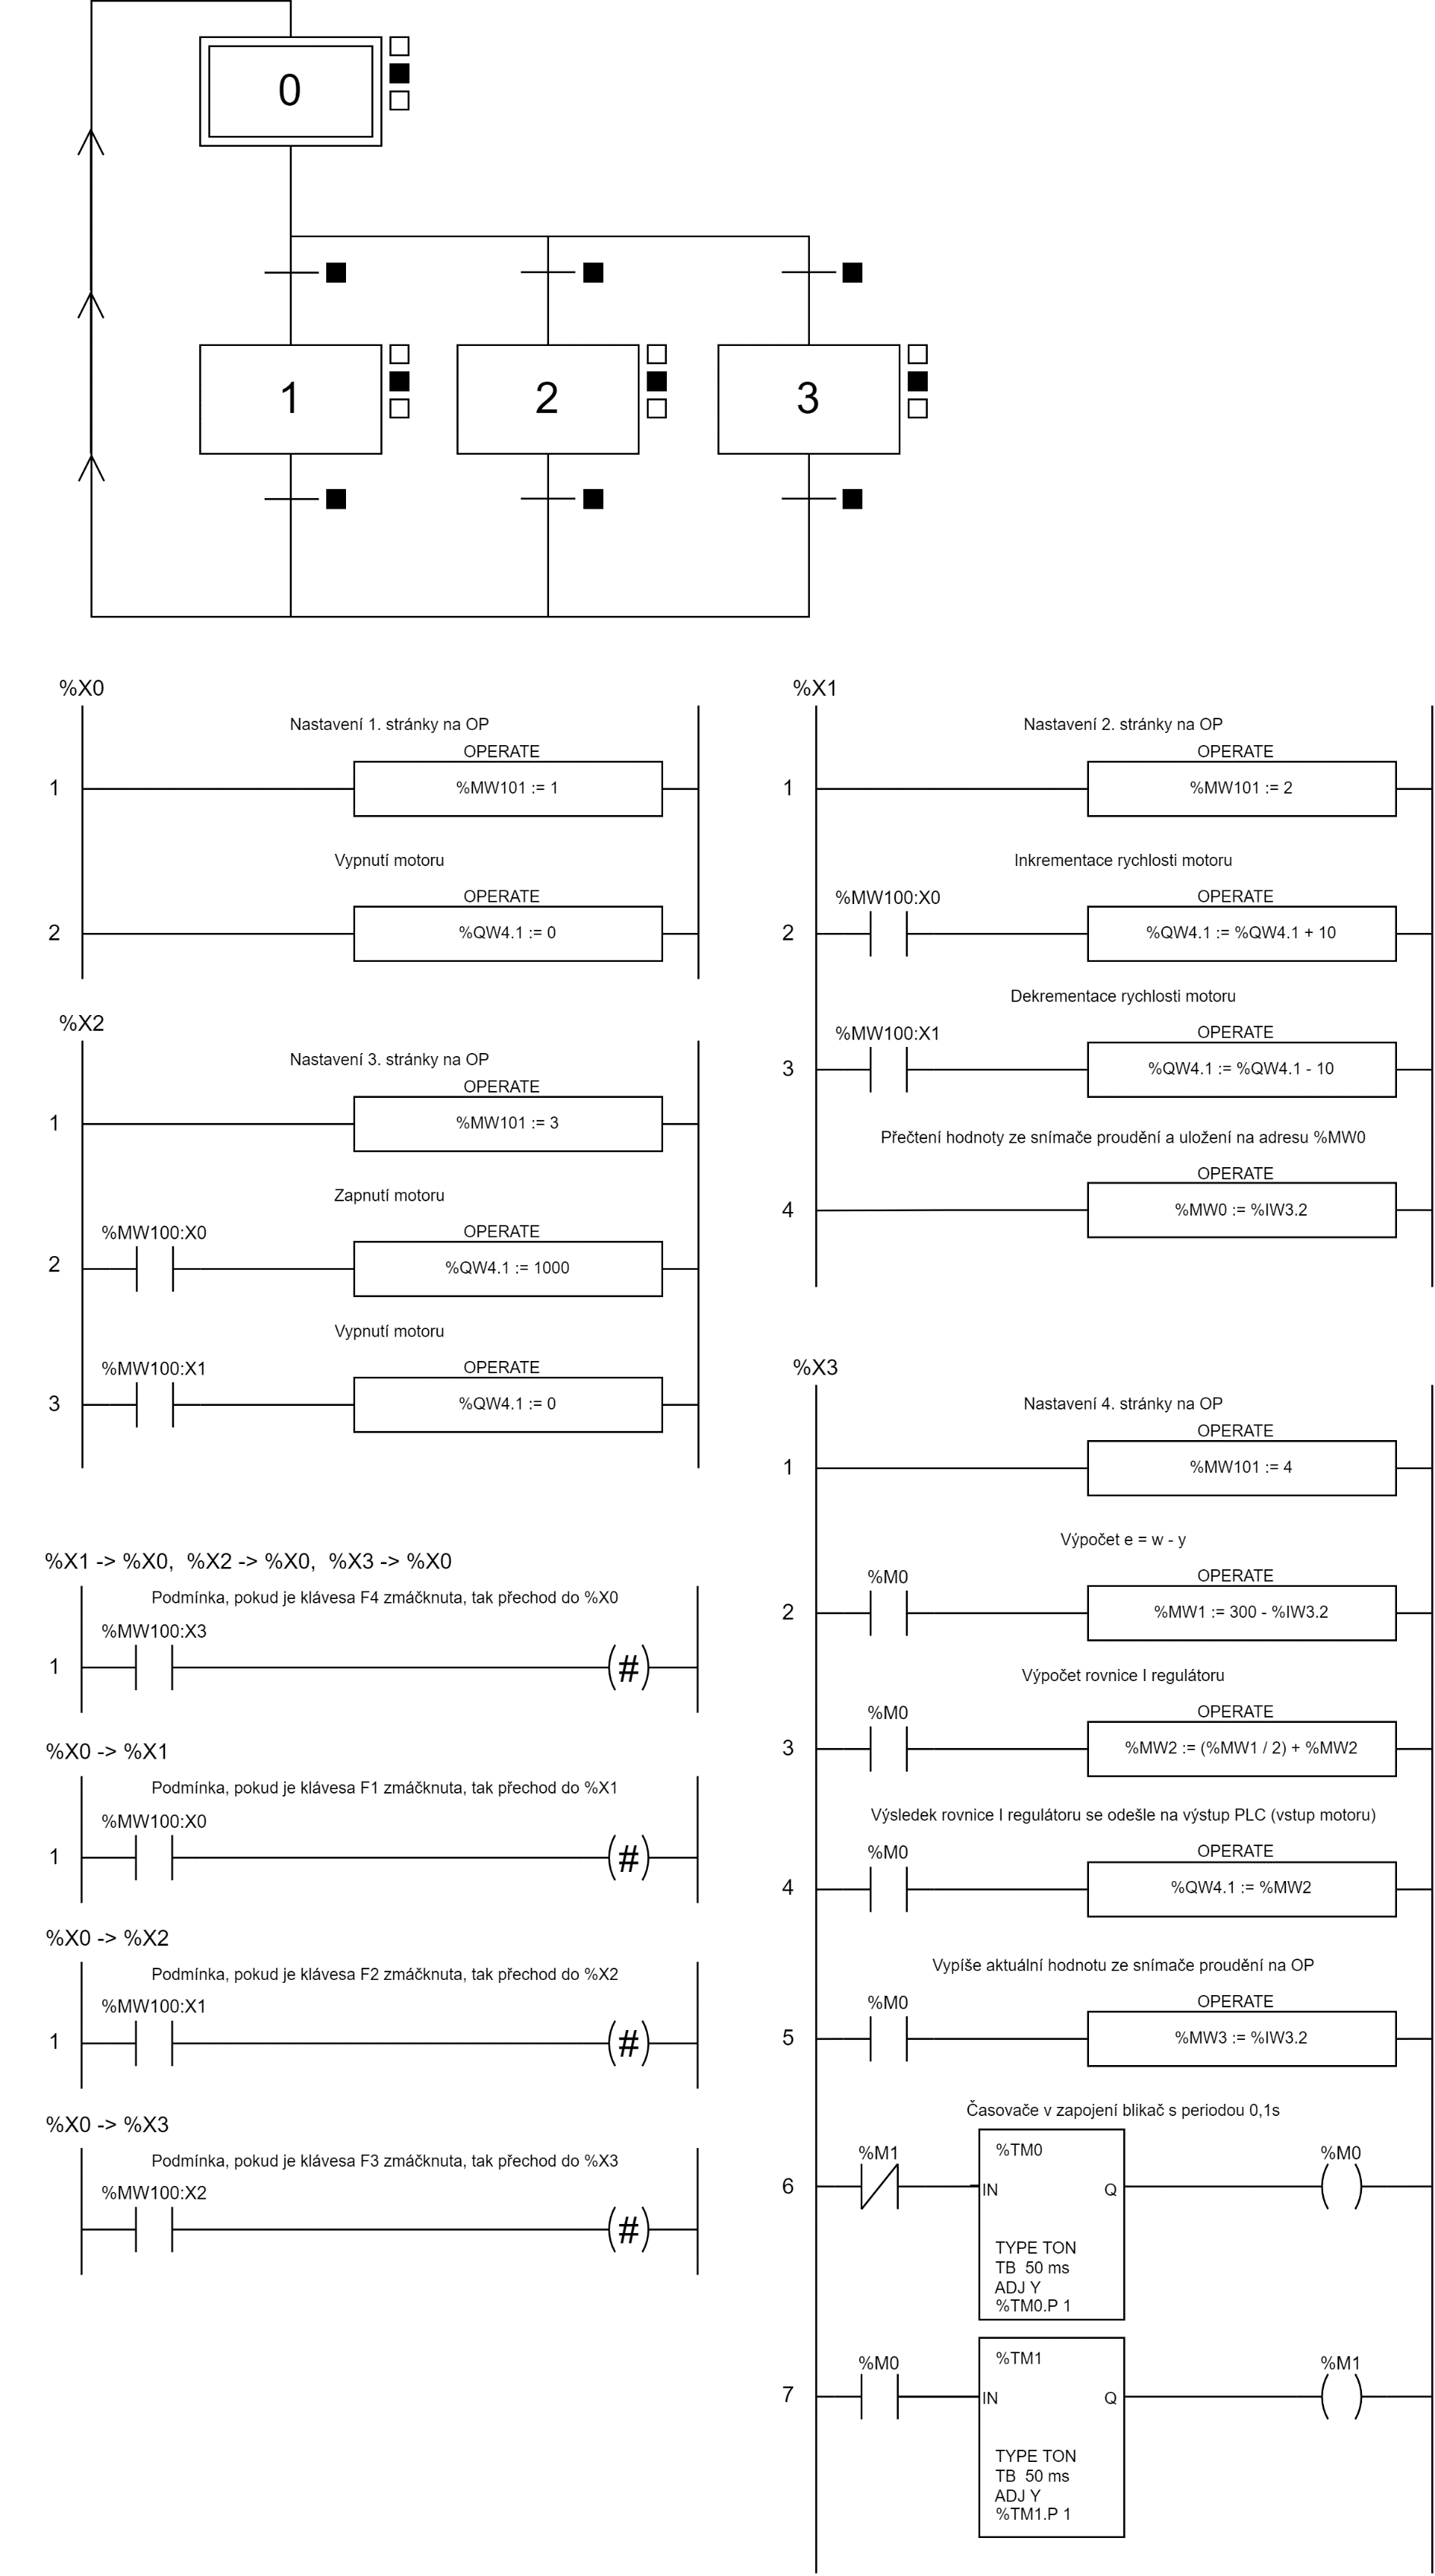 0
1
2
3
%X0
Nastavení 1. stránky na OP
OPERATE
1
%MW101 := 1
Vypnutí motoru
OPERATE
2
%QW4.1 := 0
%X1
Nastavení 2. stránky na OP
OPERATE
1
%MW101 := 2
Inkrementace rychlosti motoru
%MW100:X0
OPERATE
2
%QW4.1 := %QW4.1 + 10
Dekrementace rychlosti motoru
%MW100:X1
OPERATE
3
%QW4.1 := %QW4.1 - 10
Přečtení hodnoty ze snímače proudění a uložení na adresu %MW0
OPERATE
4
%MW0 := %IW3.2
%X2
Nastavení 3. stránky na OP
OPERATE
1
%MW101 := 3
Zapnutí motoru
%MW100:X0
OPERATE
2
%QW4.1 := 1000
Vypnutí motoru
%MW100:X1
OPERATE
3
%QW4.1 := 0
%X3
Nastavení 4. stránky na OP
OPERATE
1
%MW101 := 4
Výpočet e = w - y
%M0
OPERATE
2
%MW1 := 300 - %IW3.2
Výpočet rovnice I regulátoru
%M0
OPERATE
3
%MW2 := (%MW1 / 2) + %MW2
Výsledek rovnice I regulátoru se odešle na výstup PLC (vstup motoru)
%M0
OPERATE
4
%QW4.1 := %MW2
Vypíše aktuální hodnotu ze snímače proudění na OP
%M0
OPERATE
5
%MW3 := %IW3.2
Časovače v zapojení blikač s periodou 0,1s
%M1
%TM0
%M0
6
IN
Q
TYPE TON
TB 50 ms
ADJ Y
%TM0.P 1
%M0
%TM1
%M1
7
IN
Q
TYPE TON
TB 50 ms
ADJ Y
%TM1.P 1
%X1 -> %X0, %X2 -> %X0, %X3 -> %X0
Podmínka, pokud je klávesa F4 zmáčknuta, tak přechod do %X0
%MW100:X3
1
(#)
%X0 -> %X1
Podmínka, pokud je klávesa F1 zmáčknuta, tak přechod do %X1
%MW100:X0
1
(#)
%X0 -> %X2
Podmínka, pokud je klávesa F2 zmáčknuta, tak přechod do %X2
%MW100:X1
1
(#)
%X0 -> %X3
Podmínka, pokud je klávesa F3 zmáčknuta, tak přechod do %X3
%MW100:X2
(#)